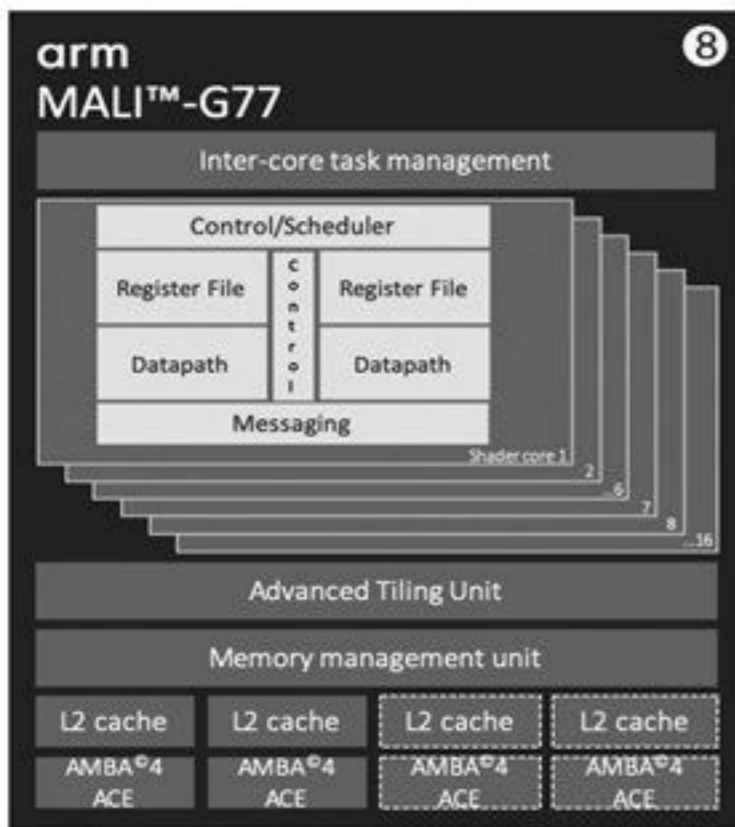 arm
8
MALI™-G77
Inter-core task management
Control/Scheduler
Register File
Control
Register File
Datapath
Datapath
Messaging
Shader core 1
2
...6
7
8
...16
Advanced Tiling Unit
Memory management unit
L2 cache
L2 cache
L2 cache
L2 cache
AMBA©4
ACE
AMBA©4
ACE
AMBA©4
ACE
AMBA©4
ACE